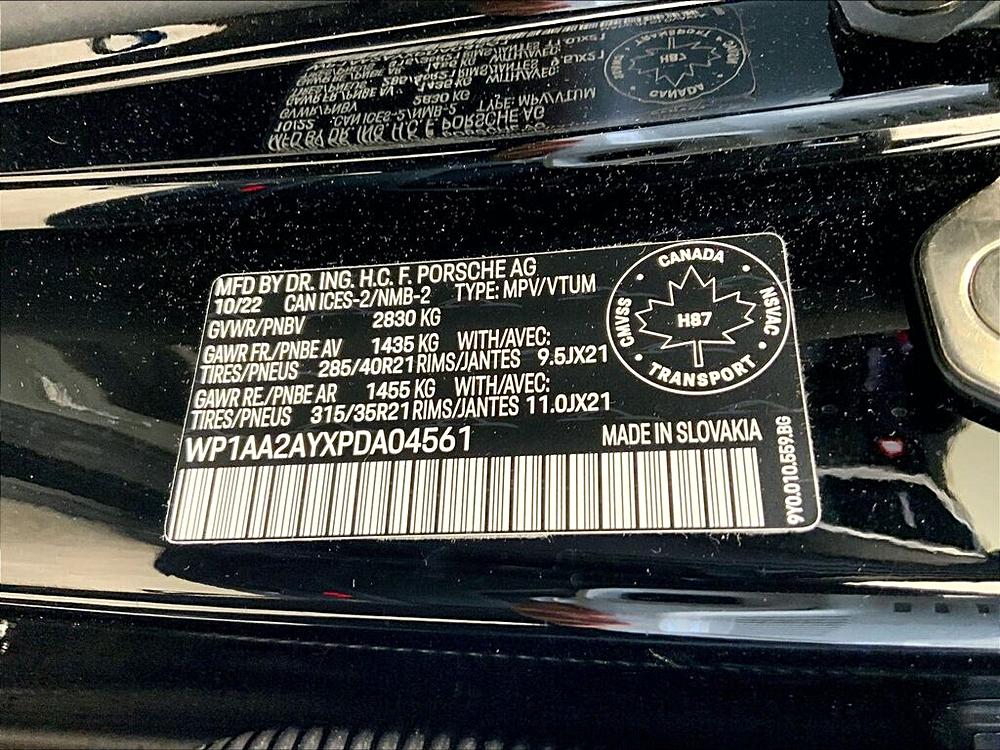 MFD BY DR. ING. H.C. F. PORSCHE AG
10/22 CAN ICES-2/NMB-2 TYPE: MPV/VTUM
GVWR/PNBV 2830 KG
GAWR FR./PNBE AV 1435 KG WITH/AVEC:
TIRES/PNEUS 285/40R21 RIMS/JANTES 9.5JX21
GAWR RE./PNBE AR 1455 KG WITH/AVEC:
TIRES/PNEUS 315/35R21 RIMS/JANTES 11.0JX21
WP1AA2AYXPDA04561 MADE IN SLOVAKIA
CANADA
CMVSS H87 NSVAC
TRANSPORT
9Y0.010.559.BG